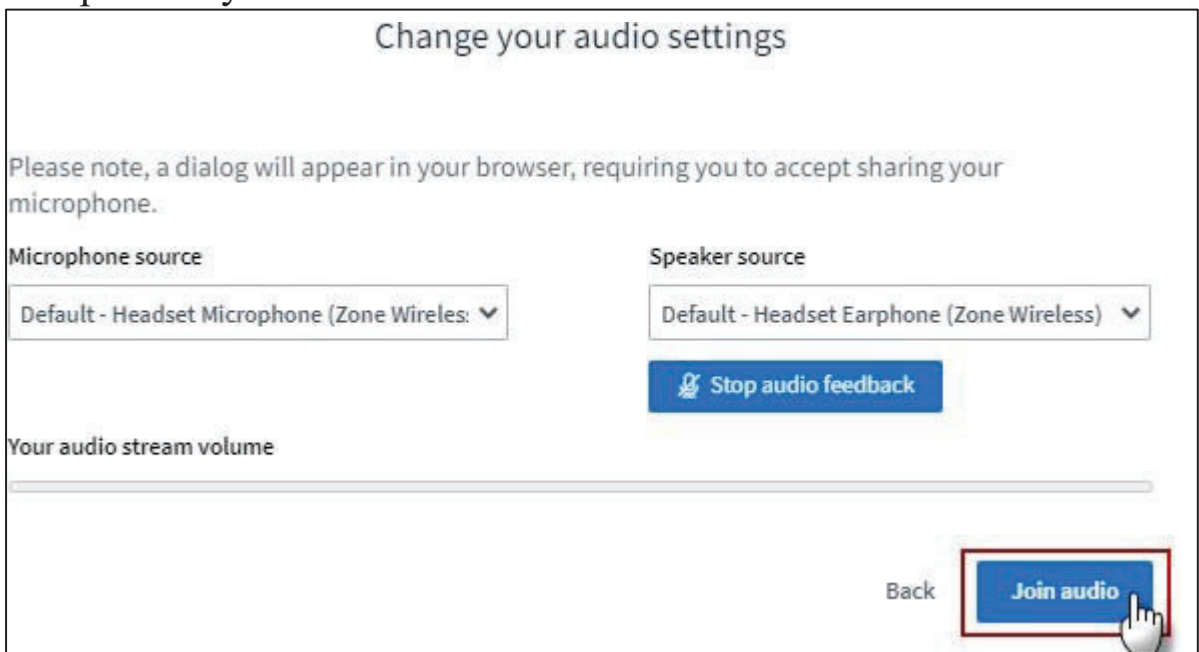 Change your audio settings
Please note, a dialog will appear in your browser, requiring you to accept sharing your
microphone.
Microphone source
Speaker source
Default - Headset Microphone (Zone Wireles:
Default - Headset Earphone (Zone Wireless)
Stop audio feedback
Your audio stream volume
Back
Join audio